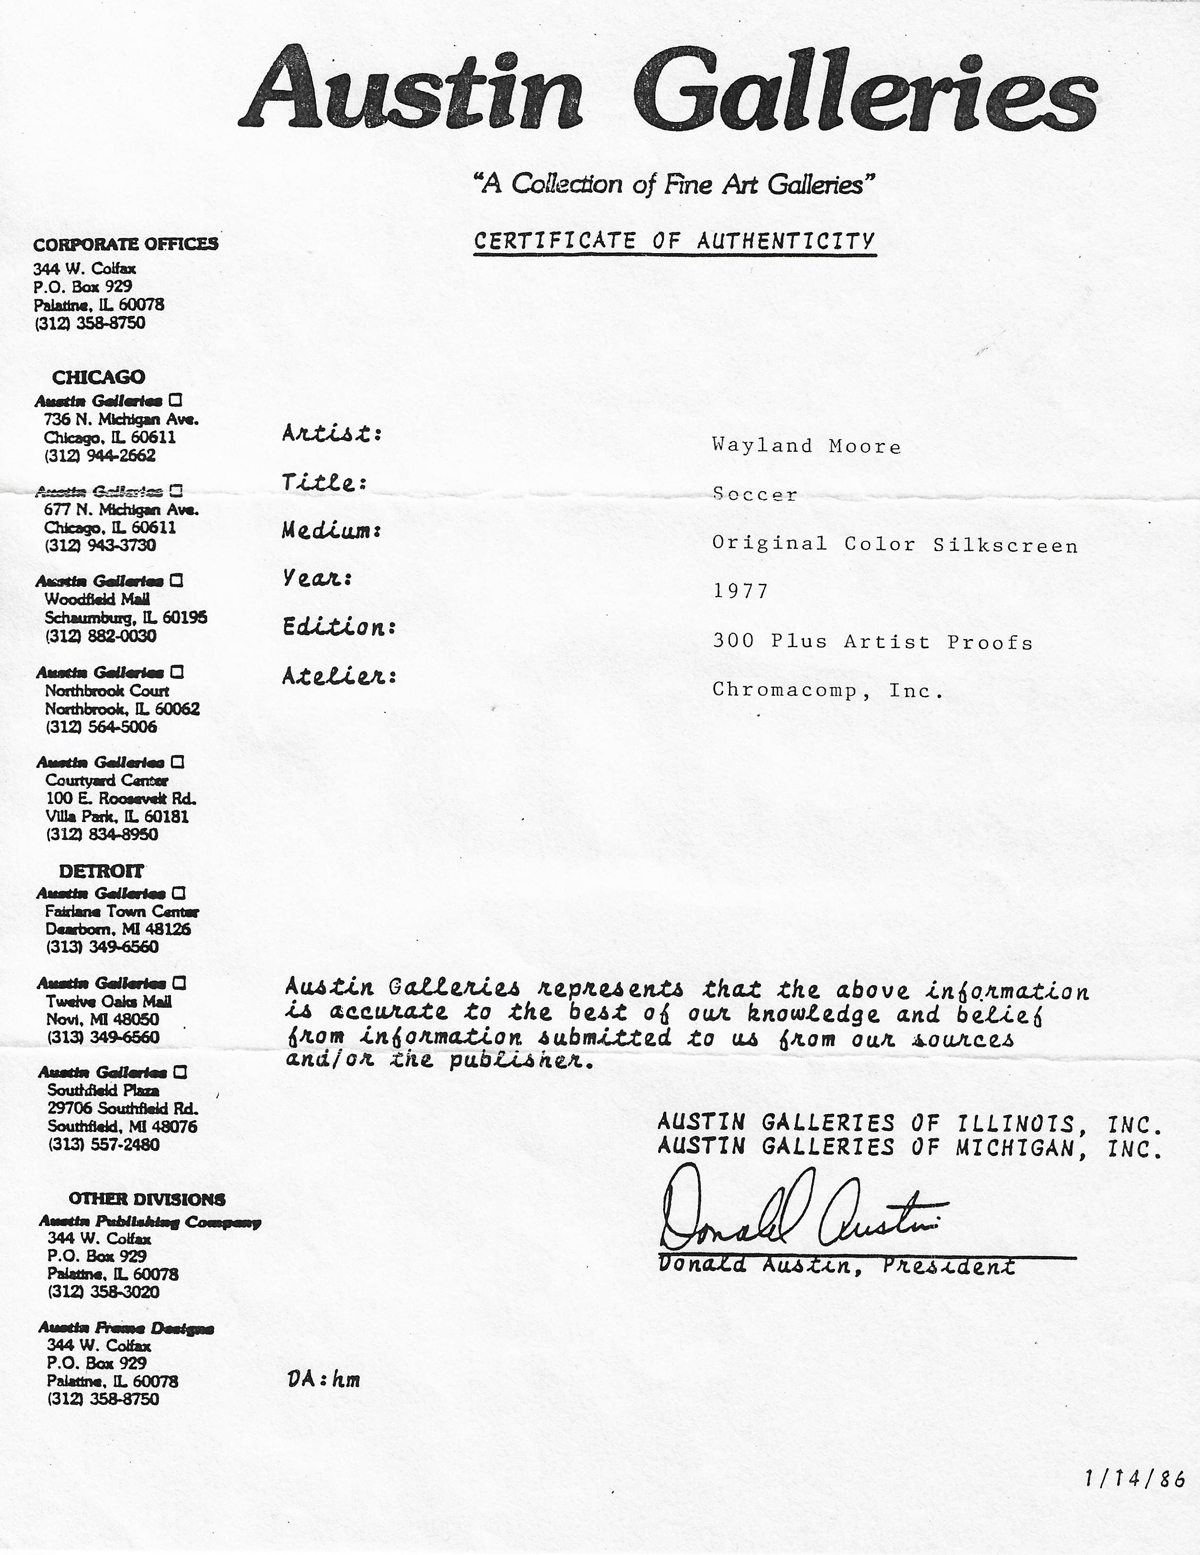 Austin Galleries
"A Collection of Fine Art Galleries"
CERTIFICATE OF AUTHENTICITY
CORPORATE OFFICES
344 W. Colfax
P.O. Box 929
Palatine, IL 60078
(312) 358-8750
CHICAGO
Austin Galleries
736 N. Michigan Ave.
Chicago, IL 60611
(312) 944-2662
Austin Galleries
677 N. Michigan Ave.
Chicago, IL 60611
(312) 943-3730
Austin Galleries
Woodfield Mall
Schaumburg, IL 60195
(312) 882-0030
Austin Galleries
Northbrook Court
Northbrook, IL 60062
(312) 564-5006
Austin Galleries
Courtyard Center
100 E. Roosevelt Rd.
Villa Park, IL 60181
(312) 834-8950
DETROIT
Austin Galleries
Fairlane Town Center
Dearborn, MI 48126
(313) 349-6560
Austin Galleries
Twelve Oaks Mall
Novi, MI 48050
(313) 349-6560
Austin Galleries
Southfield Plaza
29706 Southfield Rd.
Southfield, MI 48076
(313) 557-2480
OTHER DIVISIONS
Austin Publishing Company
344 W. Colfax
P.O. Box 929
Palatine, IL 60078
(312) 358-3020
Austin Frame Designs
344 W. Colfax
P.O. Box 929
Palatine, IL 60078
(312) 358-8750
Artist: Wayland Moore
Title: Soccer
Medium: Original Color Silkscreen
Year: 1977
Edition: 300 Plus Artist Proofs
Atelier: Chromacomp, Inc.
Austin Galleries represents that the above information
is accurate to the best of our knowledge and belief
from information submitted to us from our sources
and/or the publisher.
AUSTIN GALLERIES OF ILLINOIS, INC.
AUSTIN GALLERIES OF MICHIGAN, INC.
Donald Austin
Donald Austin, President
DA:hm
1/14/86